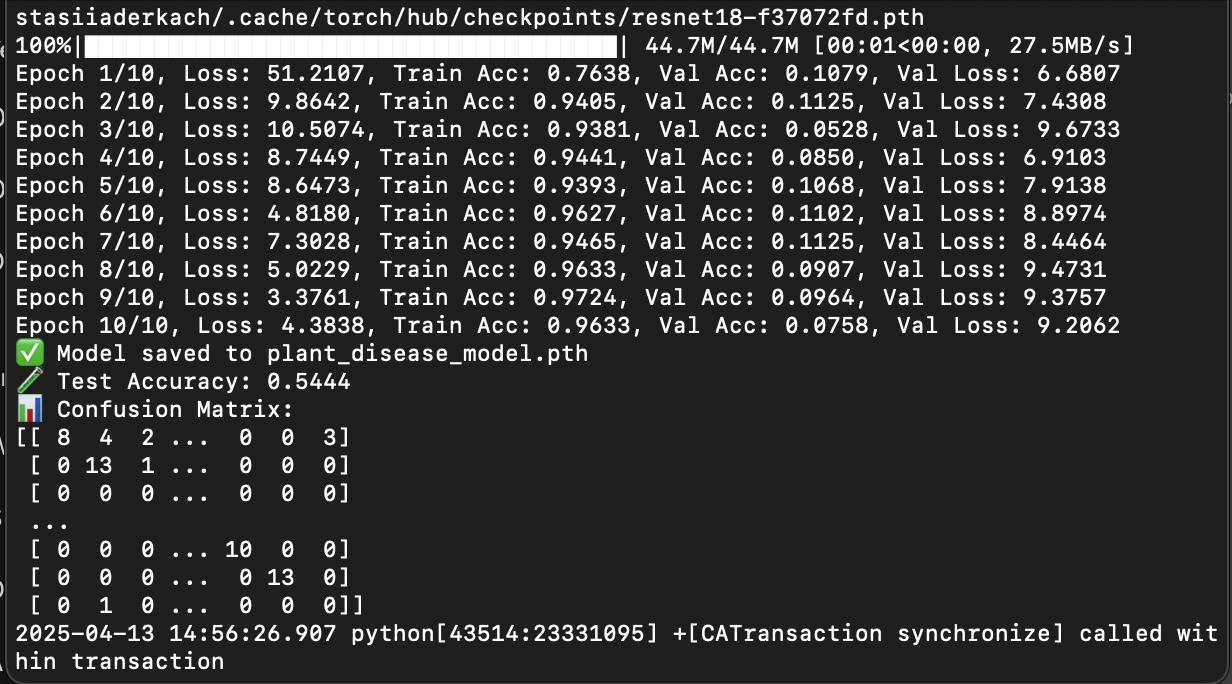 stasiiaderkach/.cache/torch/hub/checkpoints/resnet18-f37072fd.pth
100%|██████████████████████████████████████| 44.7M/44.7M [00:01<00:00, 27.5MB/s]
Epoch 1/10, Loss: 51.2107, Train Acc: 0.7638, Val Acc: 0.1079, Val Loss: 6.6807
Epoch 2/10, Loss: 9.8642, Train Acc: 0.9405, Val Acc: 0.1125, Val Loss: 7.4308
Epoch 3/10, Loss: 10.5074, Train Acc: 0.9381, Val Acc: 0.0528, Val Loss: 9.6733
Epoch 4/10, Loss: 8.7449, Train Acc: 0.9441, Val Acc: 0.0850, Val Loss: 6.9103
Epoch 5/10, Loss: 8.6473, Train Acc: 0.9393, Val Acc: 0.1068, Val Loss: 7.9138
Epoch 6/10, Loss: 4.8180, Train Acc: 0.9627, Val Acc: 0.1102, Val Loss: 8.8974
Epoch 7/10, Loss: 7.3028, Train Acc: 0.9465, Val Acc: 0.1125, Val Loss: 8.4464
Epoch 8/10, Loss: 5.0229, Train Acc: 0.9633, Val Acc: 0.0907, Val Loss: 9.4731
Epoch 9/10, Loss: 3.3761, Train Acc: 0.9724, Val Acc: 0.0964, Val Loss: 9.3757
Epoch 10/10, Loss: 4.3838, Train Acc: 0.9633, Val Acc: 0.0758, Val Loss: 9.2062
✅ Model saved to plant_disease_model.pth
🧪 Test Accuracy: 0.5444
📊 Confusion Matrix:
[[ 8  4  2 ...  0  0  3]
 [ 0 13  1 ...  0  0  0]
 [ 0  0  0 ...  0  0  0]
 ...
 [ 0  0  0 ... 10  0  0]
 [ 0  0  0 ...  0 13  0]
 [ 0  1  0 ...  0  0  0]]
2025-04-13 14:56:26.907 python[43514:23331095] +[CATransaction synchronize] called wit
hin transaction